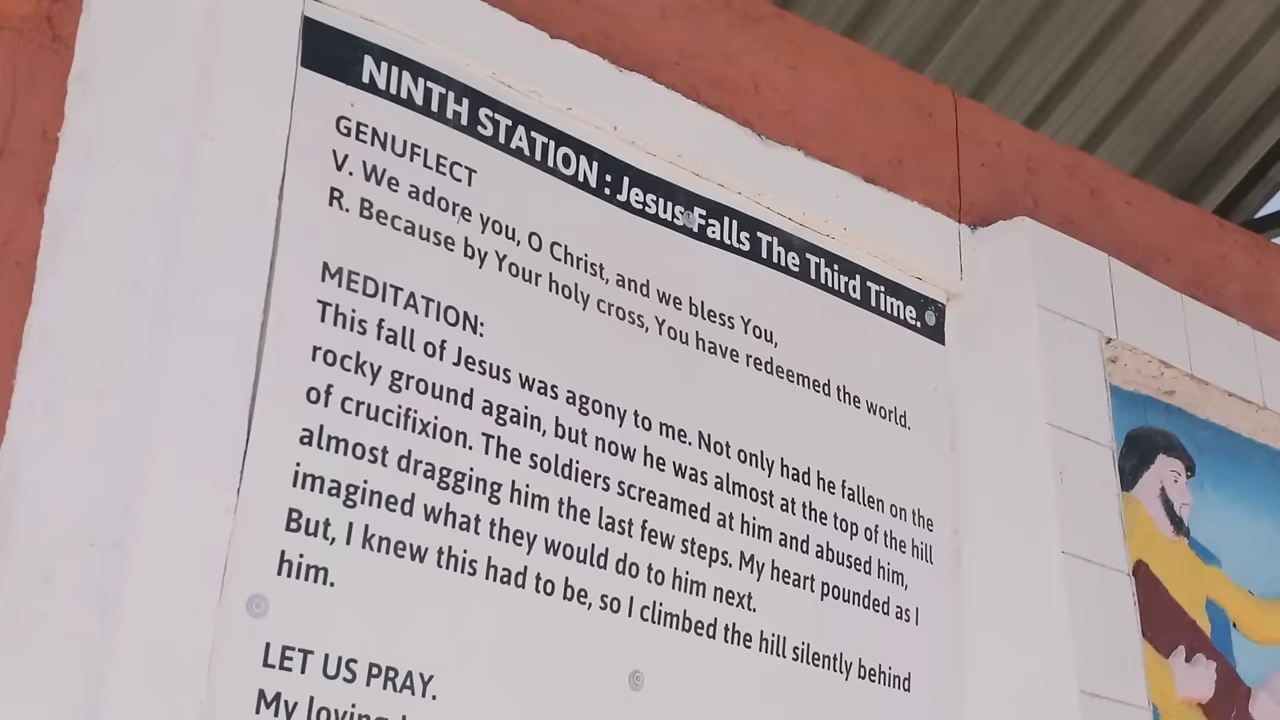 NINTH STATION : Jesus Falls The Third Time.
GENUFLECT
V. We adore you, O Christ, and we bless You,
R. Because by Your holy cross, You have redeemed the world.
MEDITATION:
This fall of Jesus was agony to me. Not only had he fallen on the
rocky ground again, but now he was almost at the top of the hill
of crucifixion. The soldiers screamed at him and abused him,
almost dragging him the last few steps. My heart pounded as I
imagined what they would do to him next.
But, I knew this had to be, so I climbed the hill silently behind
him.
LET US PRAY.
My loving